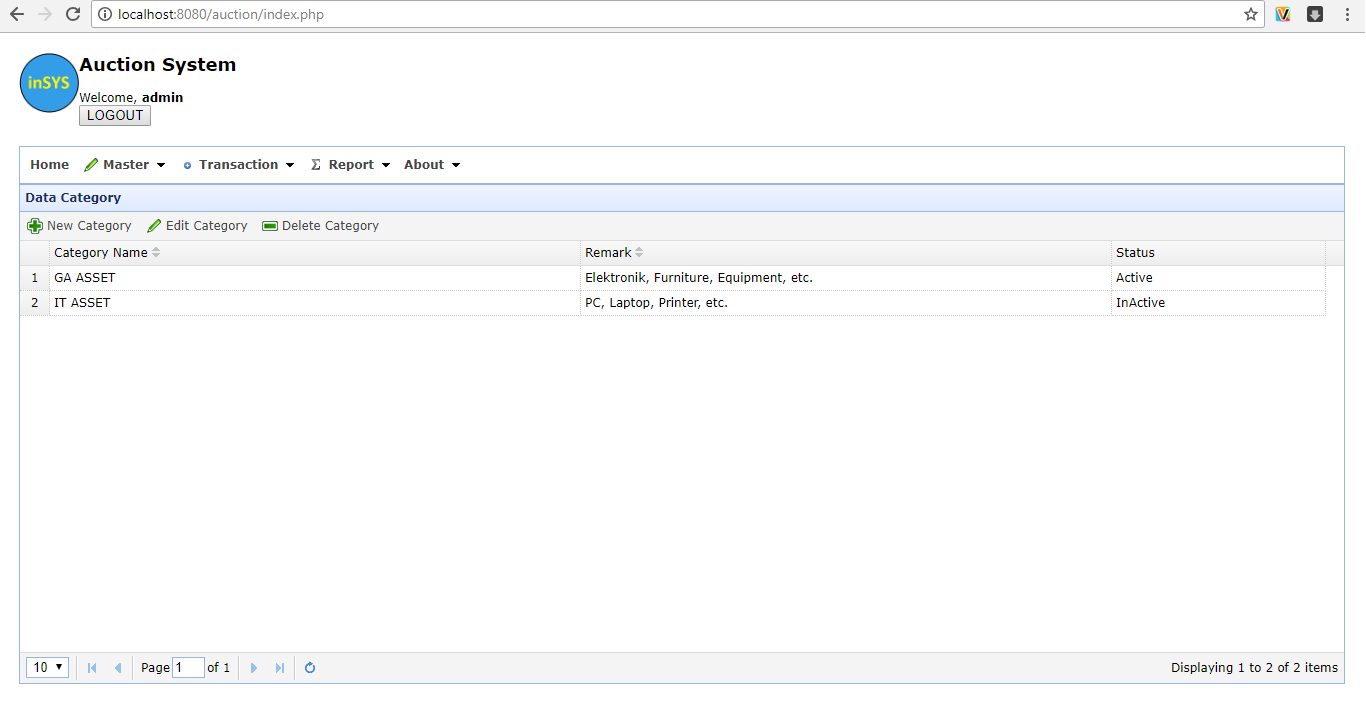 localhost:8080/auction/index.php
inSYS
Auction System
Welcome, admin
LOGOUT
Home Master Transaction Σ Report About
Data Category
New Category Edit Category Delete Category
Category Name Remark Status
1 GA ASSET Elektronik, Furniture, Equipment, etc. Active
2 IT ASSET PC, Laptop, Printer, etc. InActive
10 Page 1 of 1 Displaying 1 to 2 of 2 items